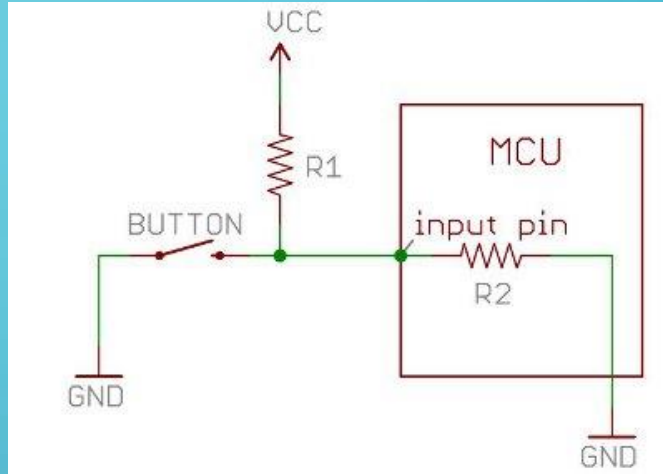 VCC
R1
MCU
BUTTON
input pin
R2
GND
GND